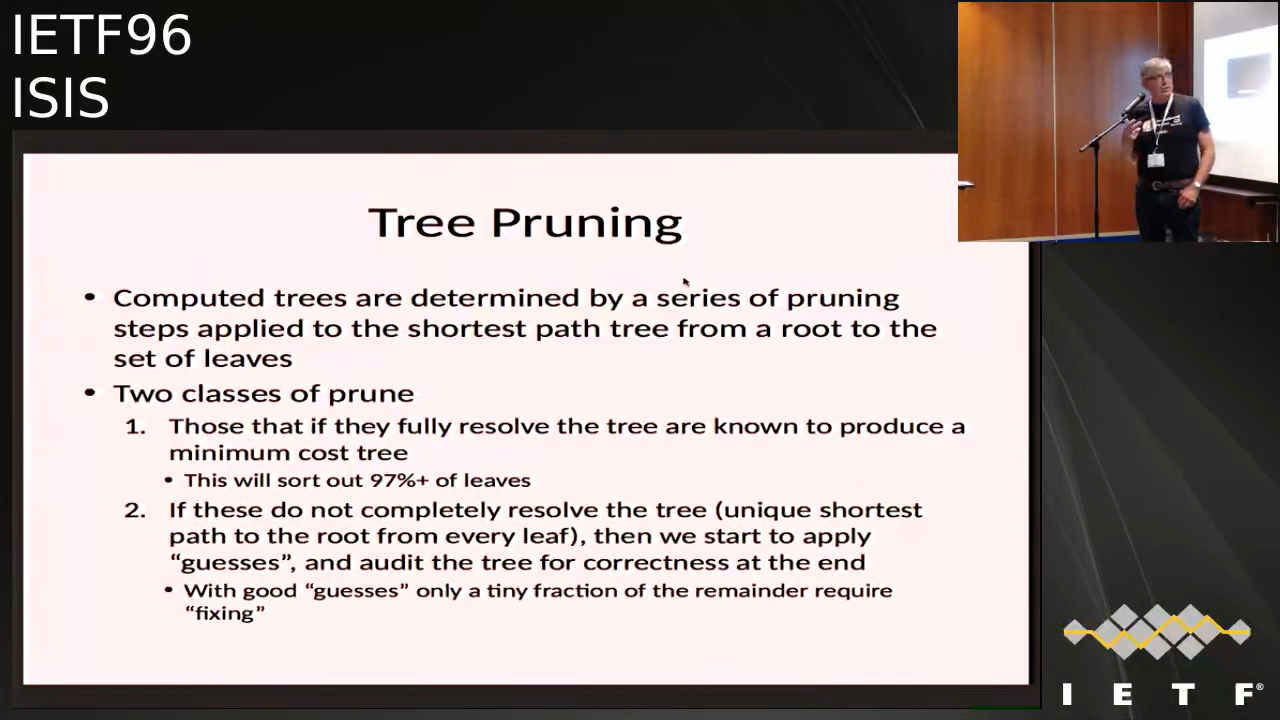 IETF96
ISIS
Tree Pruning
• Computed trees are determined by a series of pruning
steps applied to the shortest path tree from a root to the
set of leaves
• Two classes of prune
1. Those that if they fully resolve the tree are known to produce a
minimum cost tree
• This will sort out 97%+ of leaves
2. If these do not completely resolve the tree (unique shortest
path to the root from every leaf), then we start to apply
“guesses”, and audit the tree for correctness at the end
• With good “guesses” only a tiny fraction of the remainder require
“fixing”
I E T F®